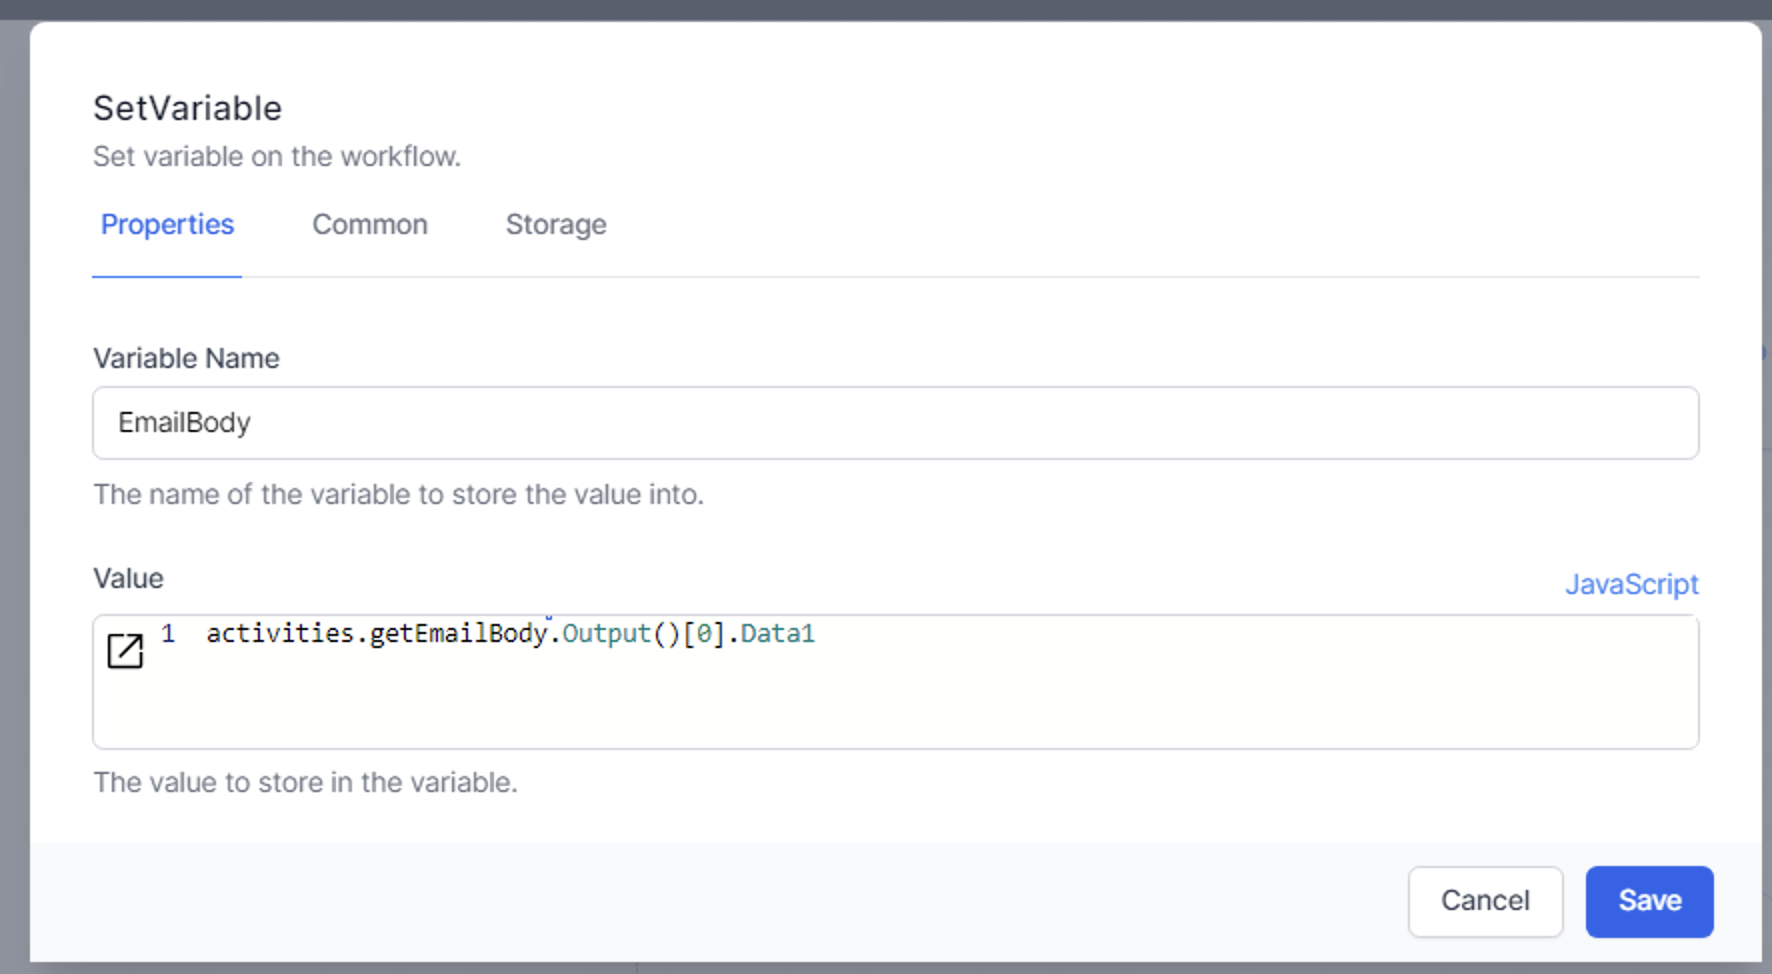 SetVariable
Set variable on the workflow.
Properties Common Storage
Variable Name
EmailBody
The name of the variable to store the value into.
Value JavaScript
1 activities.getEmailBody.Output()[0].Data1
The value to store in the variable.
Cancel Save